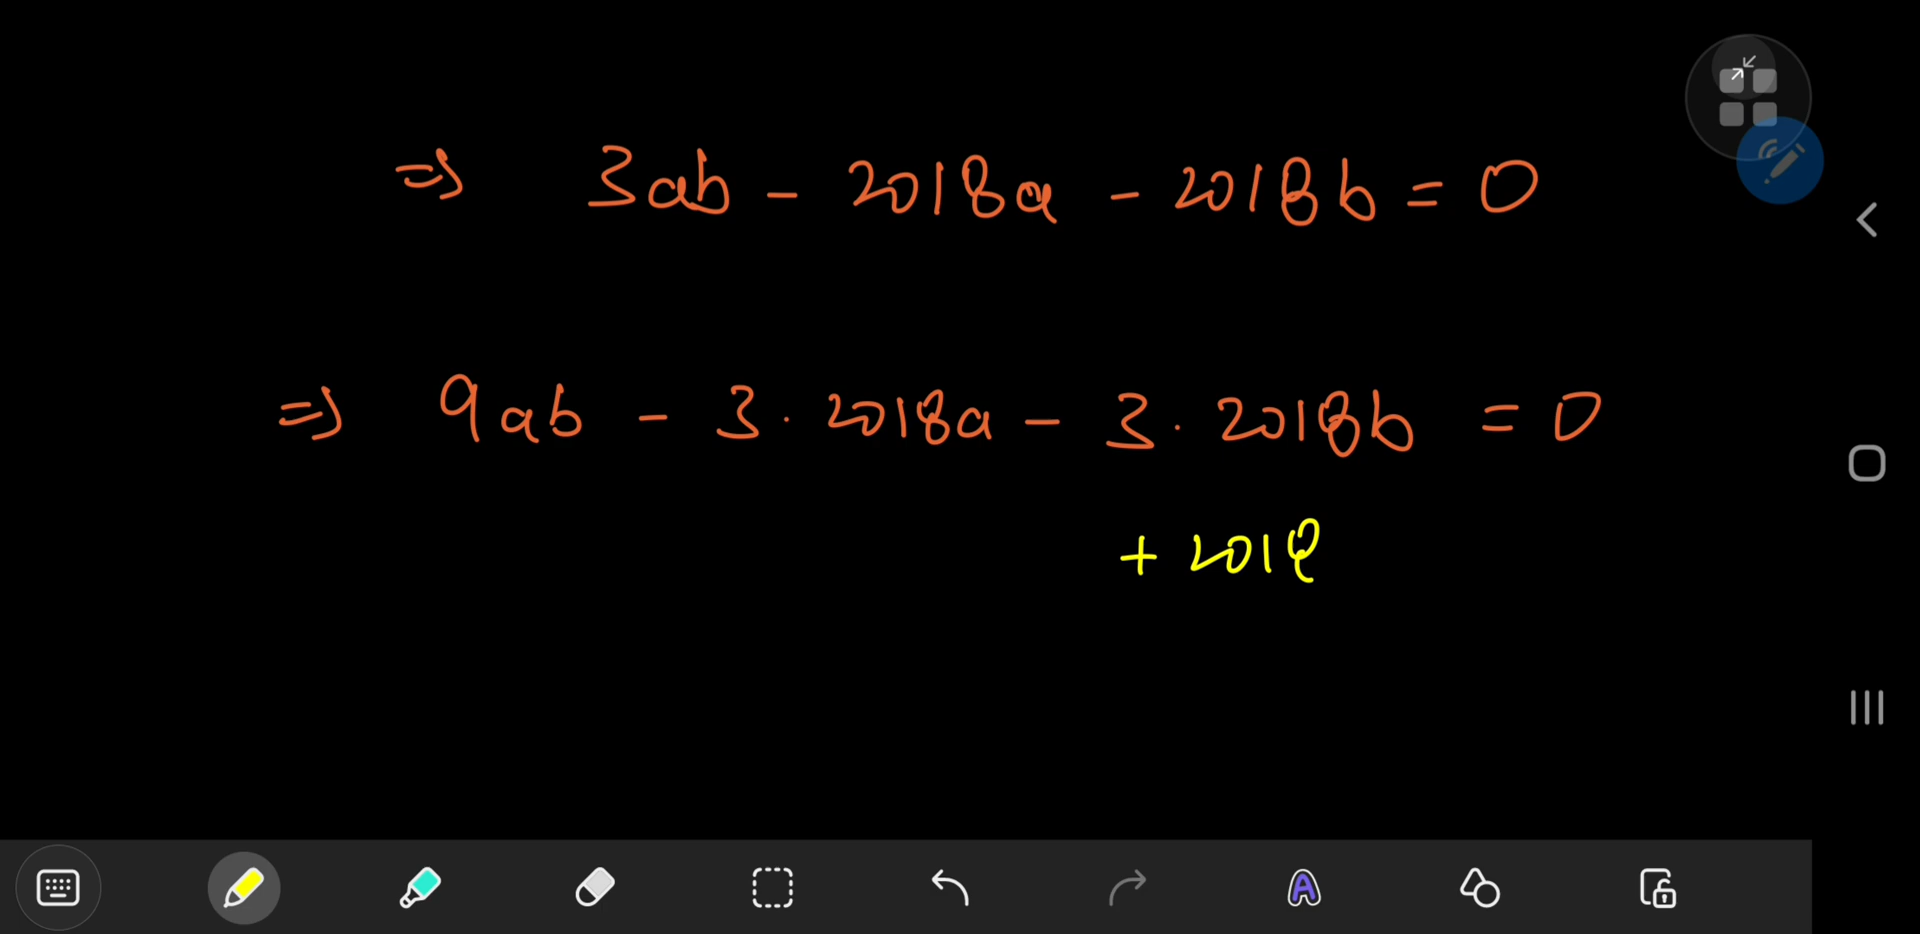 ⇒ 3ab - 2018a - 2018b = 0
⇒ 9ab - 3 · 2018a - 3 · 2018b = 0
+ 2018